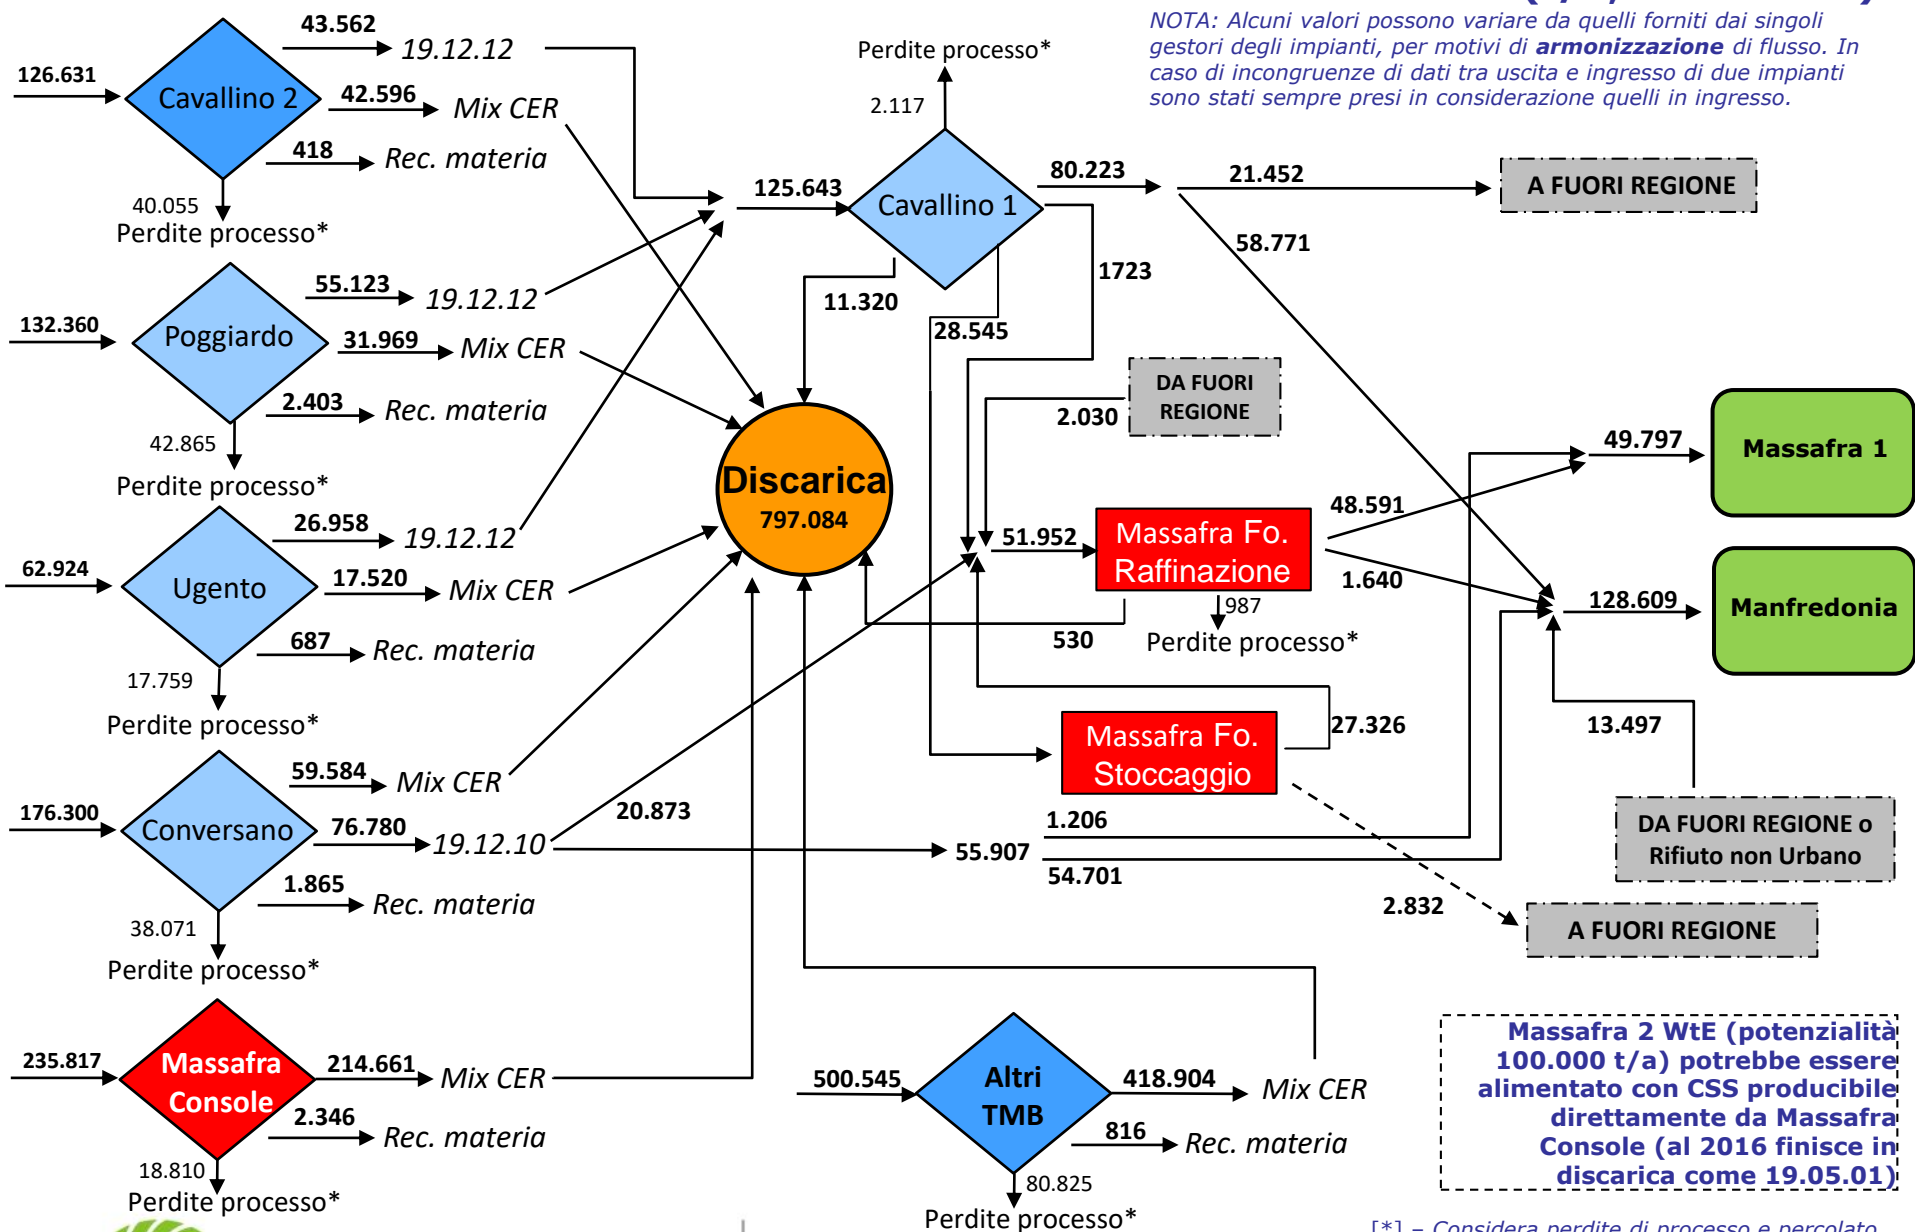 NOTA: Alcuni valori possono variare da quelli forniti dai singoli
gestori degli impianti, per motivi di armonizzazione di flusso. In
caso di incongruenze di dati tra uscita e ingresso di due impianti
sono stati sempre presi in considerazione quelli in ingresso.
126.631
Cavallino 2
43.562
19.12.12
42.596
Mix CER
418
Rec. materia
40.055
Perdite processo*
132.360
Poggiardo
55.123
19.12.12
31.969
Mix CER
2.403
Rec. materia
42.865
Perdite processo*
62.924
Ugento
26.958
19.12.12
17.520
Mix CER
687
Rec. materia
17.759
Perdite processo*
176.300
Conversano
59.584
Mix CER
76.780
19.12.10
1.865
Rec. materia
38.071
Perdite processo*
235.817
Massafra
Console
214.661
Mix CER
2.346
Rec. materia
18.810
Perdite processo*
Perdite processo*
2.117
125.643
Cavallino 1
80.223
21.452
A FUORI REGIONE
58.771
1723
11.320
28.545
DA FUORI
REGIONE
2.030
Discarica
797.084
51.952
Massafra Fo.
Raffinazione
48.591
1.640
987
Perdite processo*
530
49.797
Massafra 1
128.609
Manfredonia
Massafra Fo.
Stoccaggio
27.326
13.497
DA FUORI REGIONE o
Rifiuto non Urbano
20.873
55.907
1.206
54.701
2.832
A FUORI REGIONE
500.545
Altri
TMB
418.904
Mix CER
816
Rec. materia
80.825
Perdite processo*
Massafra 2 WtE (potenzialità
100.000 t/a) potrebbe essere
alimentato con CSS producibile
direttamente da Massafra
Console (al 2016 finisce in
discarica come 19.05.01)
[*] – Considera perdite di processo e percolato